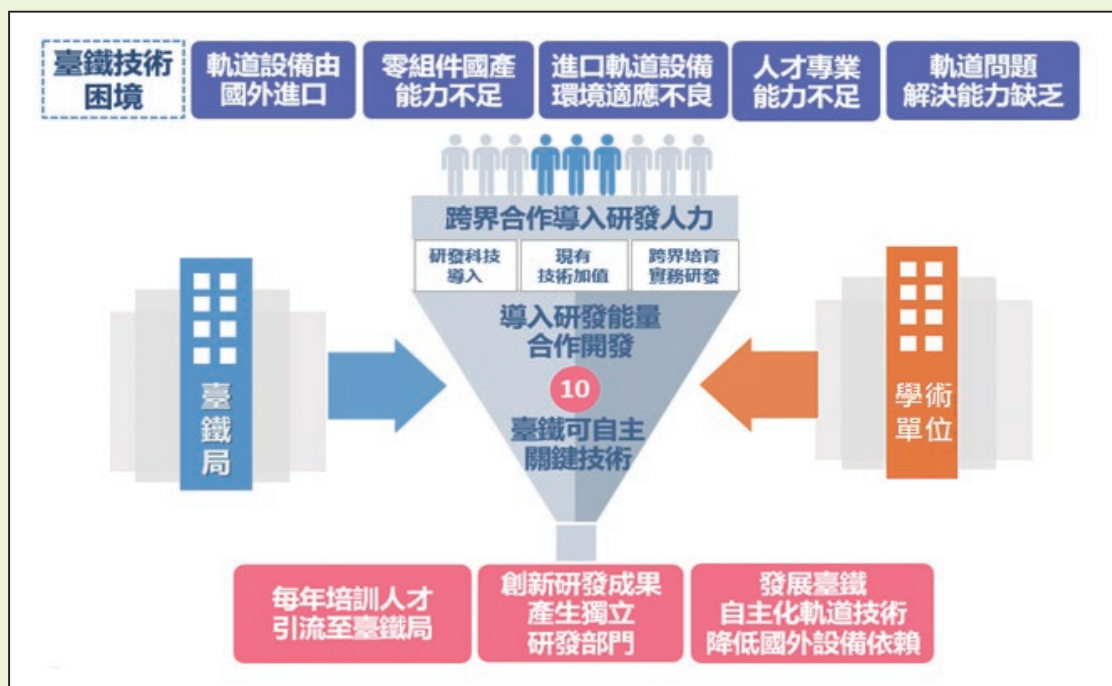 臺鐵技術
困境
軌道設備由
國外進口
零組件國產
能力不足
進口軌道設備
環境適應不良
人才專業
能力不足
軌道問題
解決能力缺乏
跨界合作導入研發人力
研發科技
導入
現有
技術加值
跨界培育
實務研發
導入研發能量
合作開發
10
臺鐵可自主
關鍵技術
臺鐵局
學術
單位
每年培訓人才
引流至臺鐵局
創新研發成果
產生獨立
研發部門
發展臺鐵
自主化軌道技術
降低國外設備依賴